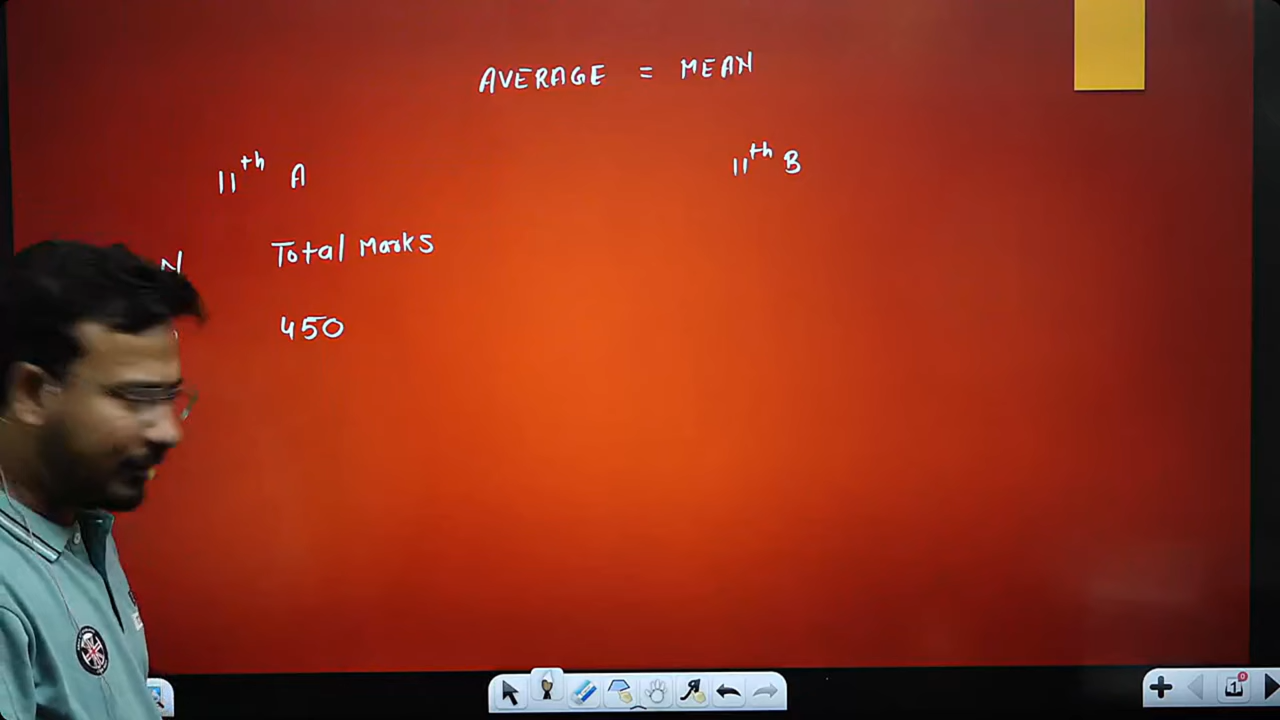 AVERAGE = MEAN
11th A
11th B
N Total Marks
450